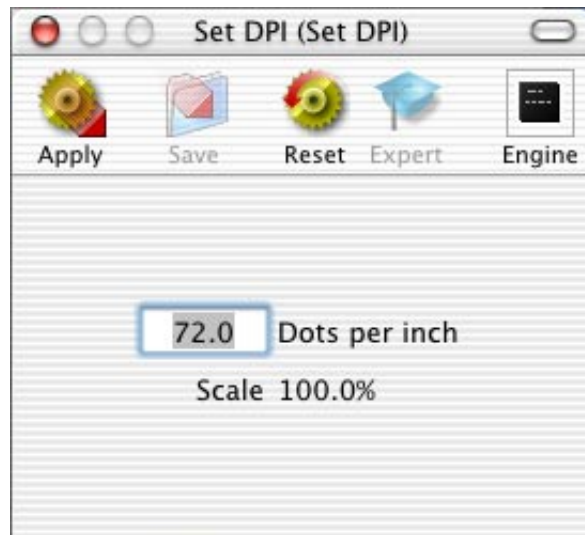 Set DPI (Set DPI)
Apply Save Reset Expert Engine
72.0 Dots per inch
Scale 100.0%